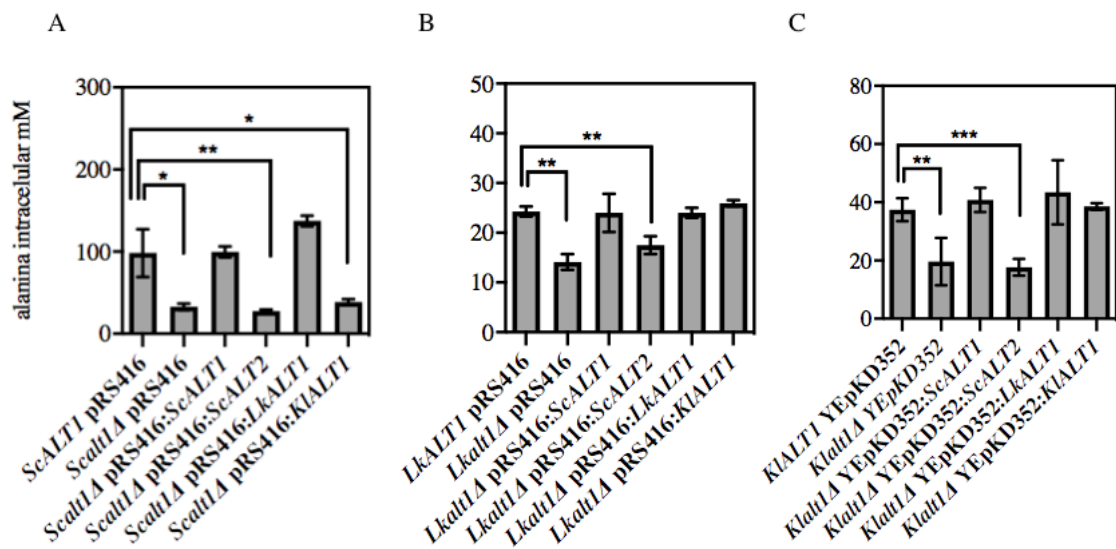 A
B
C
alanina intracelular mM
300
200
100
0
*
**
*
ScALT1 pRS416
Scalt1Δ pRS416
Scalt1Δ pRS416:ScALT1
Scalt1Δ pRS416:ScALT2
Scalt1Δ pRS416:LkALT1
Scalt1Δ pRS416:KlALT1
50
40
30
20
10
0
**
**
LkALT1 pRS416
Lkalt1Δ pRS416
Lkalt1Δ pRS416:ScALT1
Lkalt1Δ pRS416:ScALT2
Lkalt1Δ pRS416:LkALT1
Lkalt1Δ pRS416:KlALT1
80
60
40
20
0
***
**
KlALT1 YEpKD352
Klalt1Δ YEpKD352
Klalt1Δ YEpKD352:ScALT1
Klalt1Δ YEpKD352:ScALT2
Klalt1Δ YEpKD352:LkALT1
Klalt1Δ YEpKD352:KlALT1